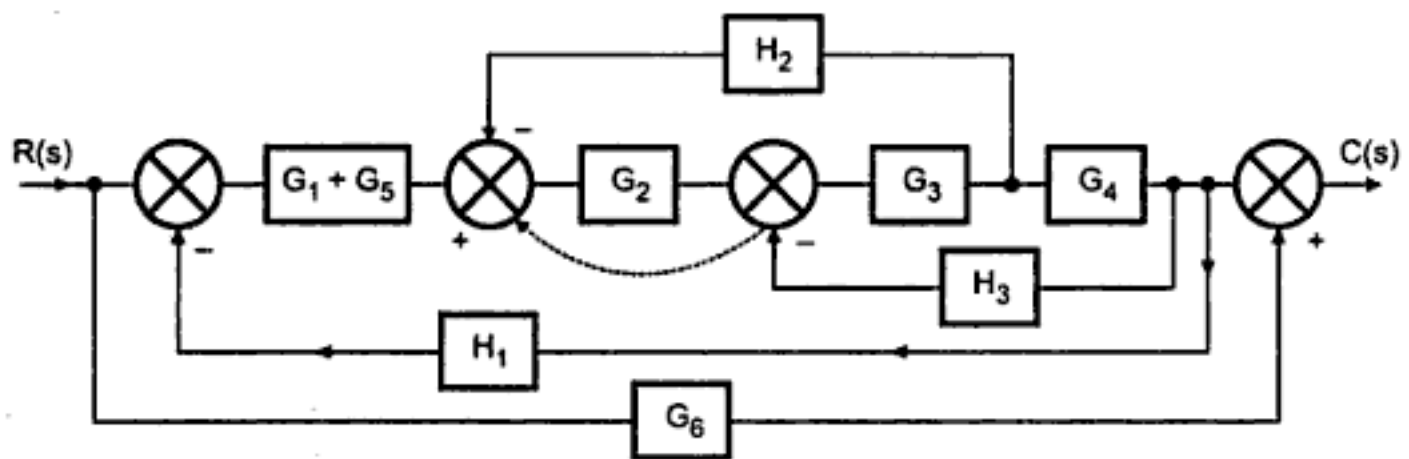 H₂
−
R(s)
G₁ + G₅
G₂
G₃
G₄
C(s)
−
+
−
+
H₃
H₁
G₆